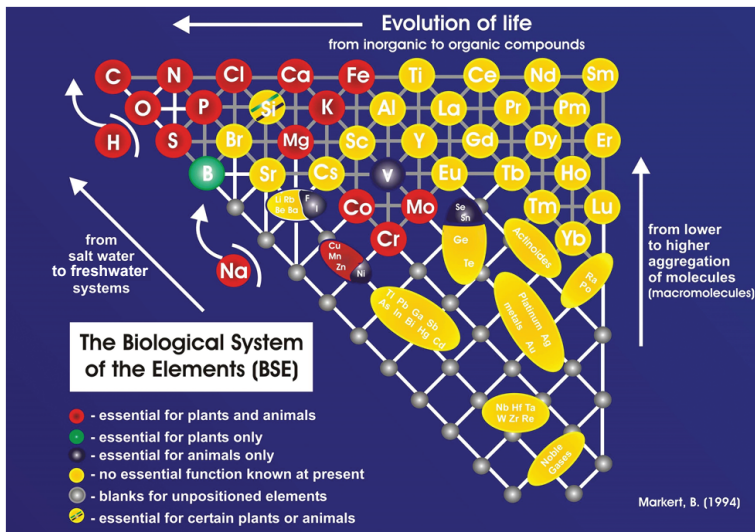 Evolution of life
from inorganic to organic compounds
C N Cl Ca Fe Ti Ce Nd Sm
O P Si K Al La Pr Pm
H S Br Mg Sc Y Gd Dy Er
B Sr Cs V Eu Tb Ho
Li Rb F
Be Ba I
Co Mo
Se
Sn
Tm Lu
Cr
Ge
Te
Actinoides
Yb
Cu
Mn
Zn
Ni
Na
Ra
Po
from
salt water
to freshwater
systems
from lower
to higher
aggregation
of molecules
(macromolecules)
Tl Pb Ga Sb
As In Bi Hg Cd
Platinum Ag
metals Au
The Biological System
of the Elements (BSE)
Nb Hf Ta
W Zr Re
Noble
Gases
- essential for plants and animals
- essential for plants only
- essential for animals only
- no essential function known at present
- blanks for unpositioned elements
- essential for certain plants or animals
Markert, B. (1994)